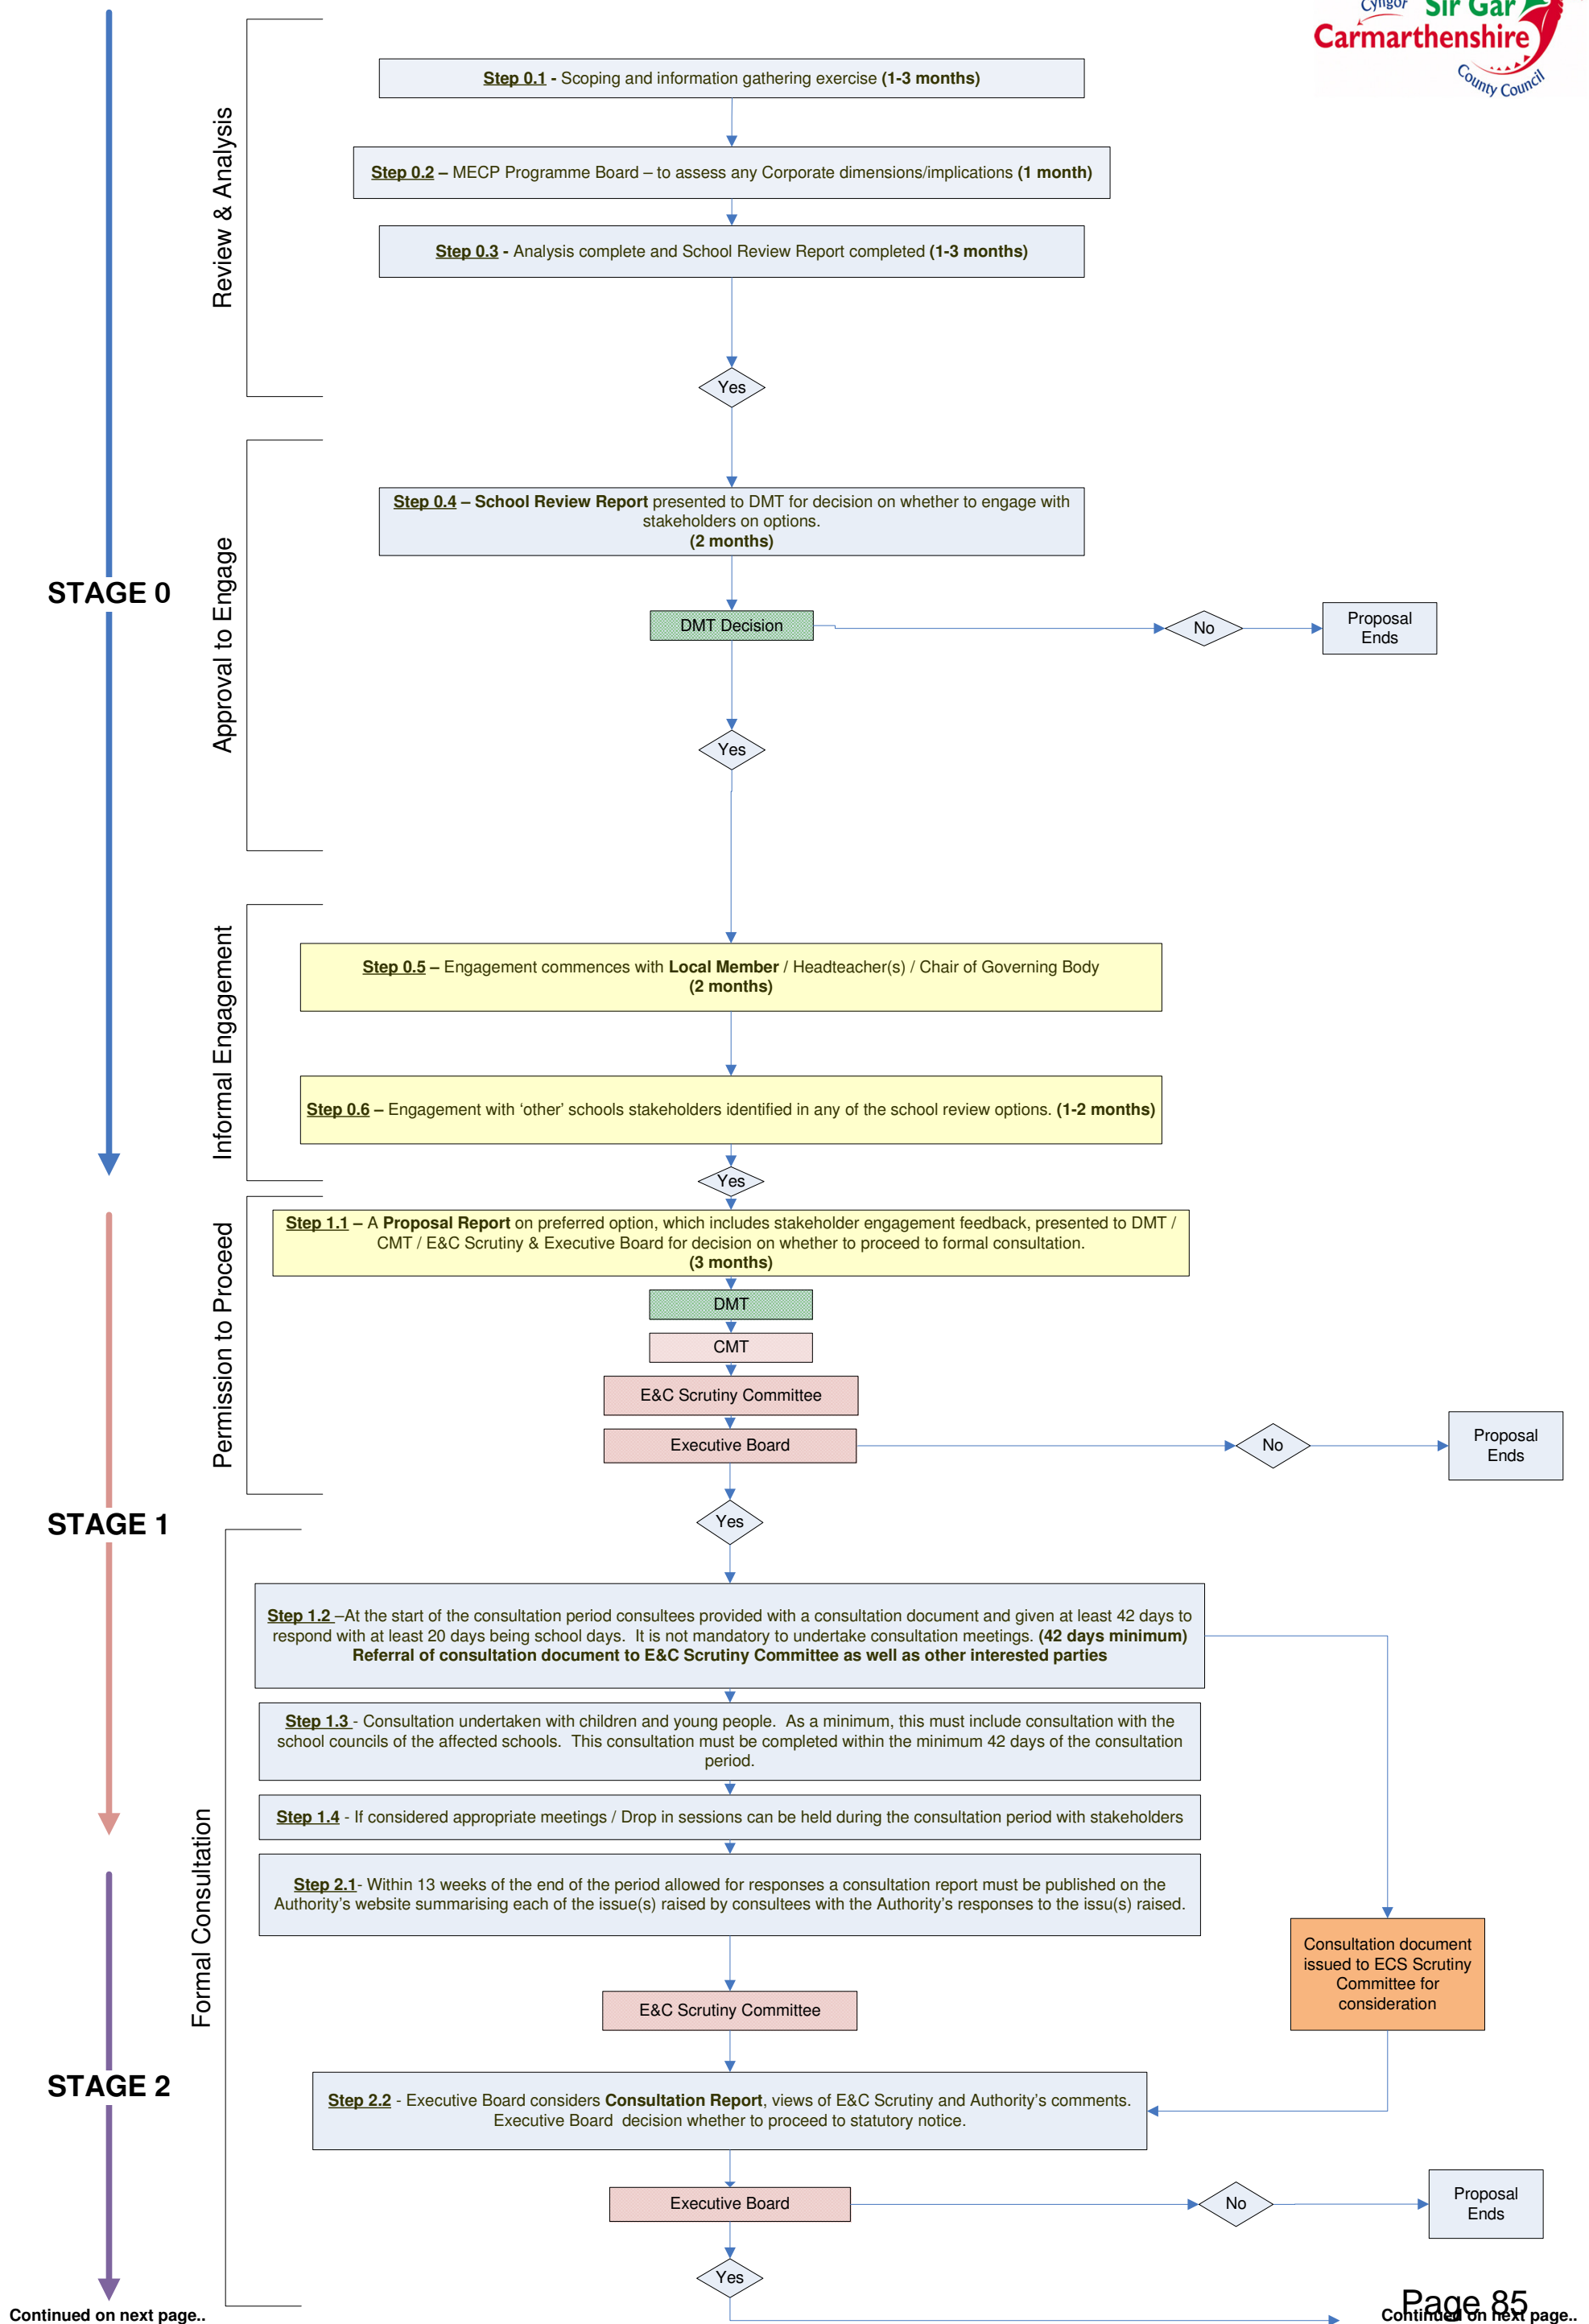 Cyngor Sir Gar
Carmarthenshire
County Council
Review & Analysis
Step 0.1 - Scoping and information gathering exercise (1-3 months)
Step 0.2 – MECP Programme Board – to assess any Corporate dimensions/implications (1 month)
Step 0.3 - Analysis complete and School Review Report completed (1-3 months)
Yes
STAGE 0
Approval to Engage
Step 0.4 – School Review Report presented to DMT for decision on whether to engage with
stakeholders on options.
(2 months)
DMT Decision
No
Proposal
Ends
Yes
Informal Engagement
Step 0.5 – Engagement commences with Local Member / Headteacher(s) / Chair of Governing Body
(2 months)
Step 0.6 – Engagement with ‘other’ schools stakeholders identified in any of the school review options. (1-2 months)
Yes
Permission to Proceed
Step 1.1 – A Proposal Report on preferred option, which includes stakeholder engagement feedback, presented to DMT /
CMT / E&C Scrutiny & Executive Board for decision on whether to proceed to formal consultation.
(3 months)
DMT
CMT
E&C Scrutiny Committee
Executive Board
No
Proposal
Ends
Yes
STAGE 1
Formal Consultation
Step 1.2 –At the start of the consultation period consultees provided with a consultation document and given at least 42 days to
respond with at least 20 days being school days. It is not mandatory to undertake consultation meetings. (42 days minimum)
Referral of consultation document to E&C Scrutiny Committee as well as other interested parties
Step 1.3 - Consultation undertaken with children and young people. As a minimum, this must include consultation with the
school councils of the affected schools. This consultation must be completed within the minimum 42 days of the consultation
period.
Step 1.4 - If considered appropriate meetings / Drop in sessions can be held during the consultation period with stakeholders
Step 2.1- Within 13 weeks of the end of the period allowed for responses a consultation report must be published on the
Authority’s website summarising each of the issue(s) raised by consultees with the Authority’s responses to the issu(s) raised.
Consultation document
issued to ECS Scrutiny
Committee for
consideration
E&C Scrutiny Committee
STAGE 2
Step 2.2 - Executive Board considers Consultation Report, views of E&C Scrutiny and Authority’s comments.
Executive Board decision whether to proceed to statutory notice.
Executive Board
No
Proposal
Ends
Yes
Page 85
Continued on next page..
Continued on next page..